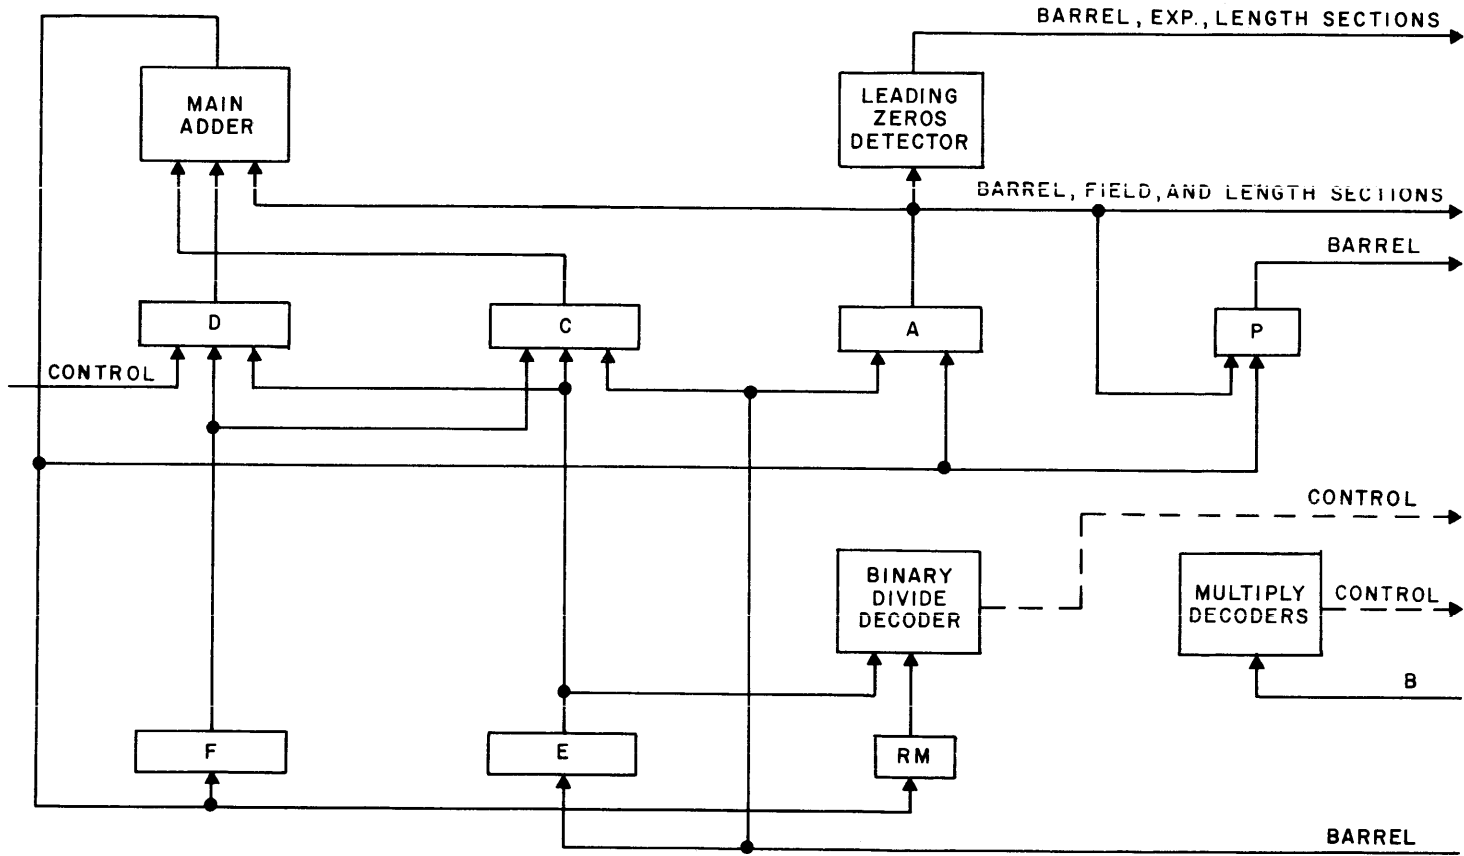 BARREL, EXP., LENGTH SECTIONS
MAIN
ADDER
LEADING
ZEROS
DETECTOR
BARREL, FIELD, AND LENGTH SECTIONS
BARREL
D
C
A
P
CONTROL
CONTROL
BINARY
DIVIDE
DECODER
MULTIPLY
DECODERS
CONTROL
B
F
E
RM
BARREL